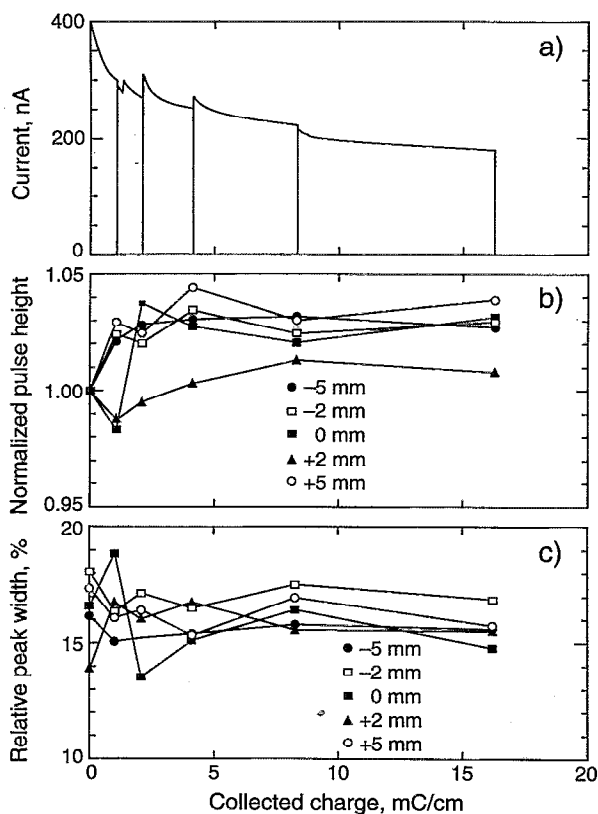 400
a)
Current, nA
200
0
1.05
b)
Normalized pulse height
1.00
–5 mm
–2 mm
0 mm
+2 mm
+5 mm
0.95
20
c)
Relative peak width, %
15
–5 mm
–2 mm
0 mm
+2 mm
+5 mm
10
0 5 10 15 20
Collected charge, mC/cm